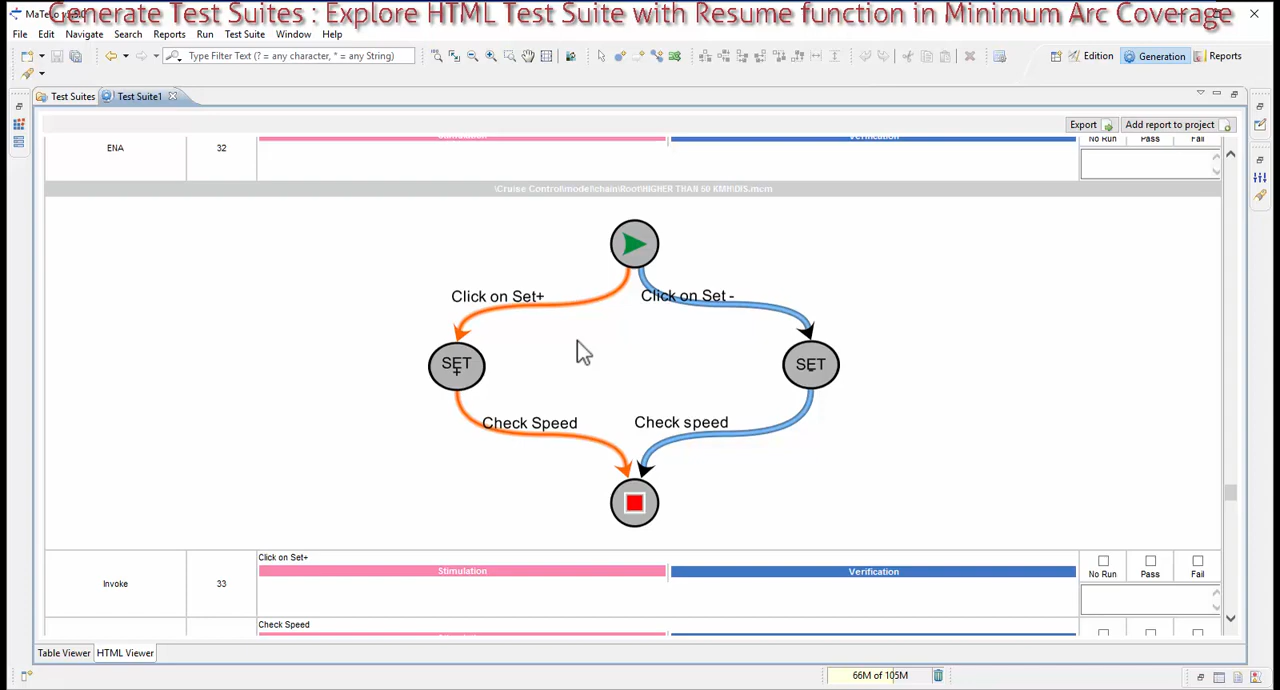 Generate Test Suites : Explore HTML Test Suite with Resume function in Minimum Arc Coverage
File Edit Navigate Search Reports Run Test Suite Window Help
Type Filter Text (? = any character, * = any String)
Edition Generation Reports
Test Suites Test Suite1
Export Add report to project
ENA 32 Stimulation Verification No Run Pass Fail
\Cruise Control\model\chain\Root\HIGHER THAN 50 KMH\DIS.mcm
Click on Set+ Click on Set -
SET
+
SET
-
Check Speed Check speed
Click on Set+
Invoke 33 Stimulation Verification No Run Pass Fail
Check Speed
Table Viewer HTML Viewer
66M of 105M